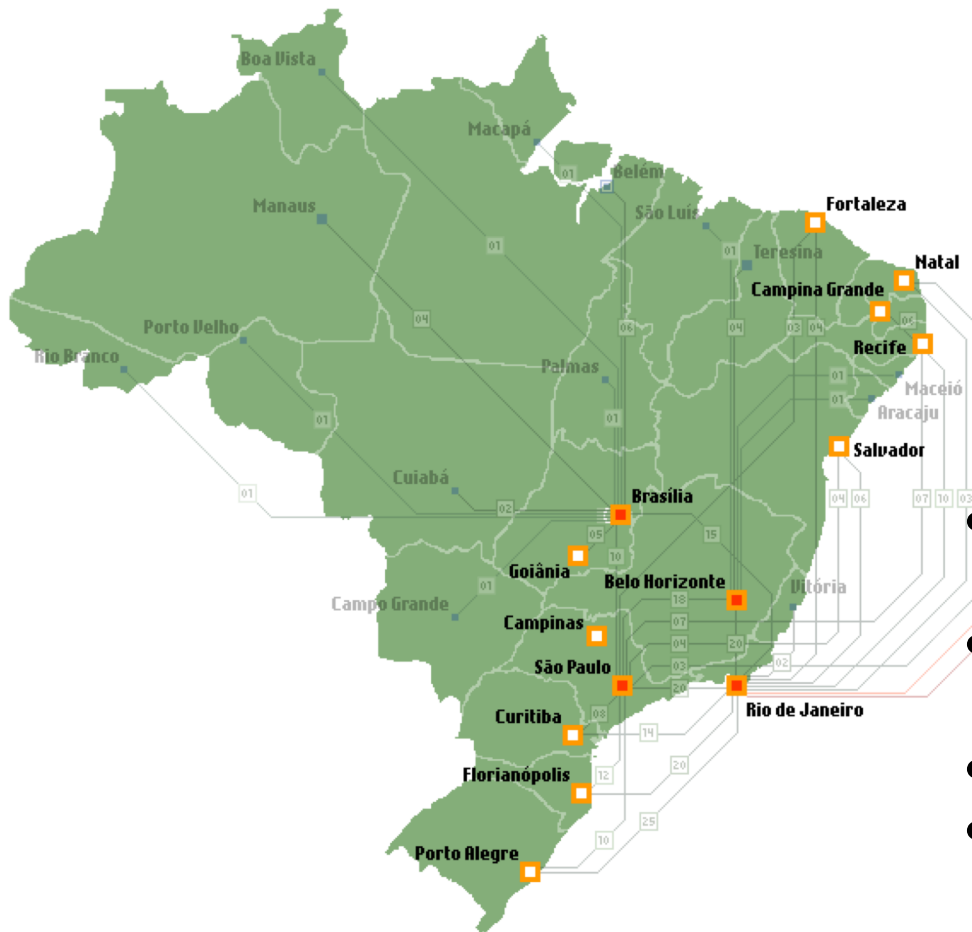 Boa Vista
Macapá
01
Belém
Manaus
São Luís
Fortaleza
01
01
Teresina
Natal
Campina Grande
04
06
04
03
04
06
Porto Velho
Recife
Rio Branco
Palmas
01
Maceió
01
Aracaju
01
01
Salvador
Cuiabá
01
02
Brasília
04
06
07
10
03
05
10
15
Goiânia
01
Belo Horizonte
Vitória
Campo Grande
18
Campinas
07
04
20
São Paulo
03
02
20
Rio de Janeiro
08
Curitiba
14
Florianópolis
12
20
25
10
Porto Alegre